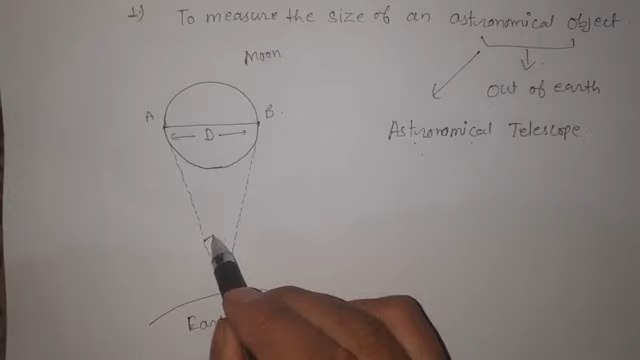 1.) To measure the size of an astronomical object
Moon
out of earth
A
B
D
Astronomical Telescope